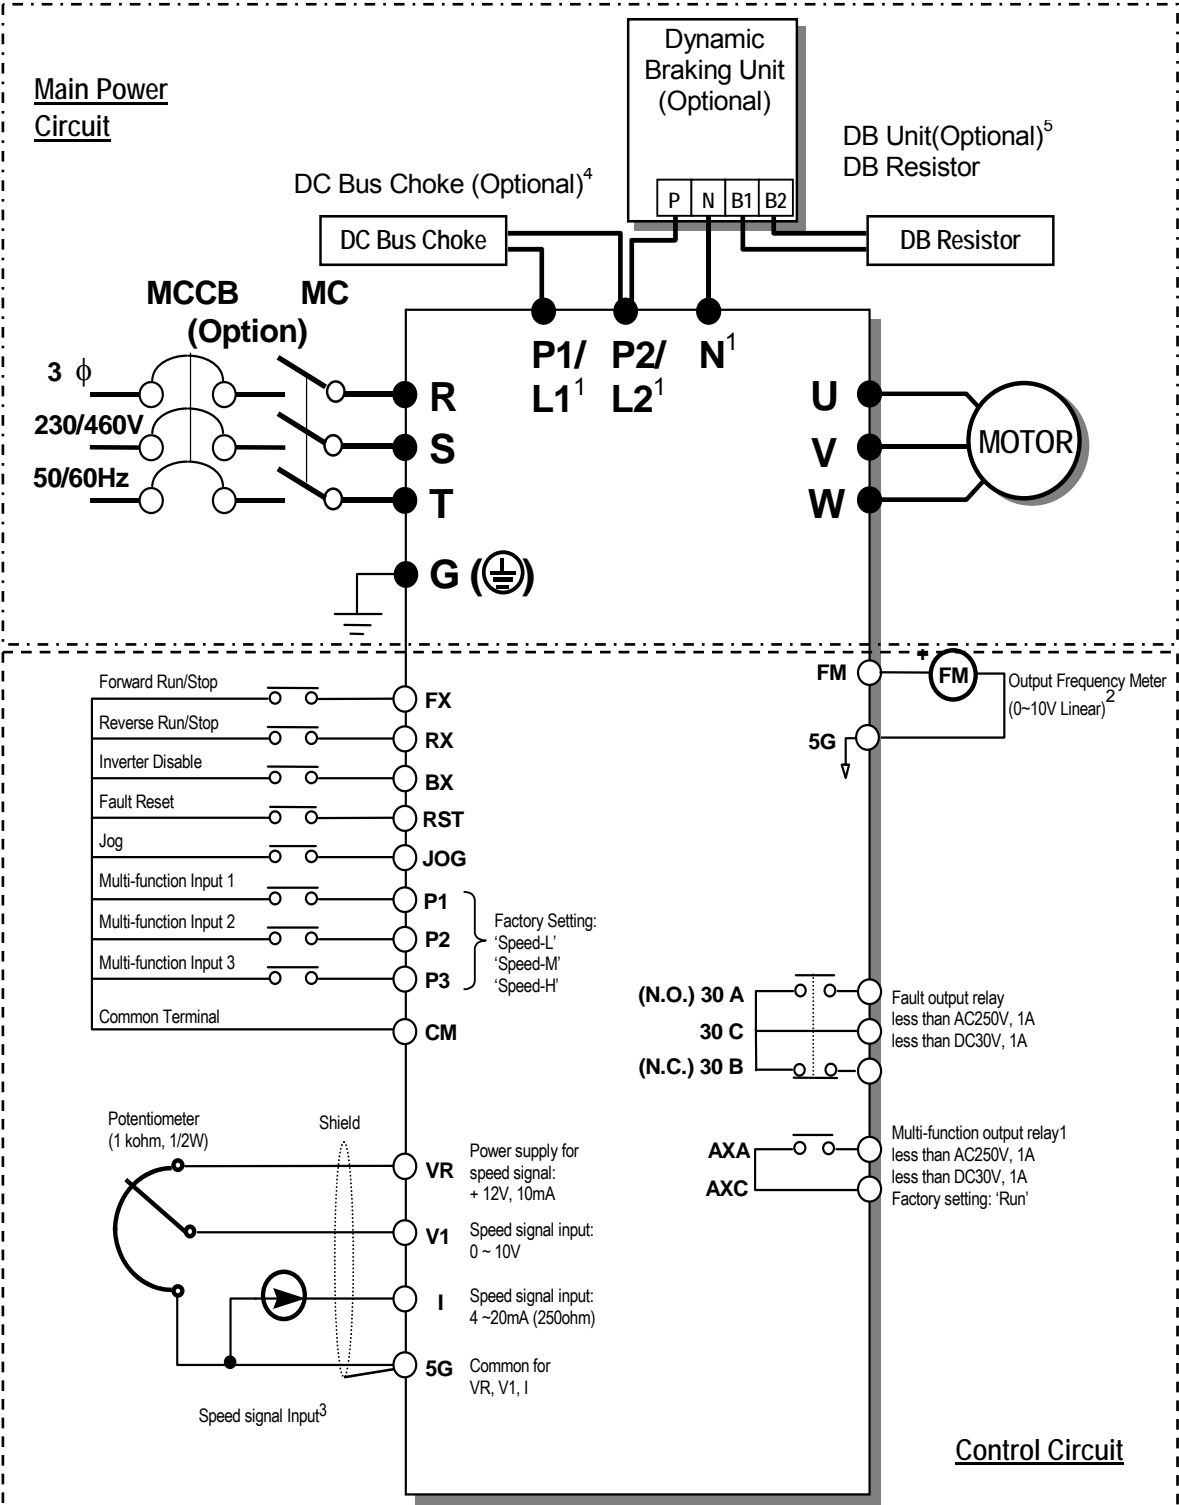 Main Power
Circuit
Dynamic
Braking Unit
(Optional)
P N B1 B2
DB Unit(Optional)5
DB Resistor
DC Bus Choke (Optional)4
DC Bus Choke
DB Resistor
MCCB
MC
(Option)
3 ϕ
230/460V
50/60Hz
R
S
T
G ( )
P1/
L11
P2/
L21
N1
U
V
W
MOTOR
Forward Run/Stop
FX
Reverse Run/Stop
RX
Inverter Disable
BX
Fault Reset
RST
Jog
JOG
Multi-function Input 1
P1
Multi-function Input 2
P2
Multi-function Input 3
P3
Common Terminal
CM
Factory Setting:
‘Speed-L’
‘Speed-M’
‘Speed-H’
FM
+
FM
Output Frequency Meter
(0~10V Linear)2
5G
(N.O.) 30 A
30 C
(N.C.) 30 B
Fault output relay
less than AC250V, 1A
less than DC30V, 1A
AXA
AXC
Multi-function output relay1
less than AC250V, 1A
less than DC30V, 1A
Factory setting: ‘Run’
Potentiometer
(1 kohm, 1/2W)
Shield
VR
Power supply for
speed signal:
+ 12V, 10mA
V1
Speed signal input:
0 ~ 10V
I
Speed signal input:
4 ~20mA (250ohm)
5G
Common for
VR, V1, I
Speed signal Input3
Control Circuit